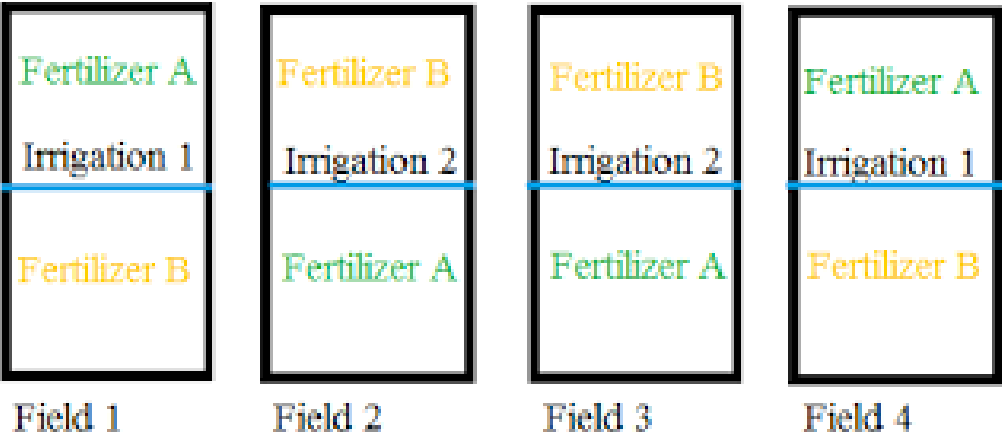 Fertilizer A
Irrigation 1
Fertilizer B
Field 1
Fertilizer B
Irrigation 2
Fertilizer A
Field 2
Fertilizer B
Irrigation 2
Fertilizer A
Field 3
Fertilizer A
Irrigation 1
Fertilizer B
Field 4